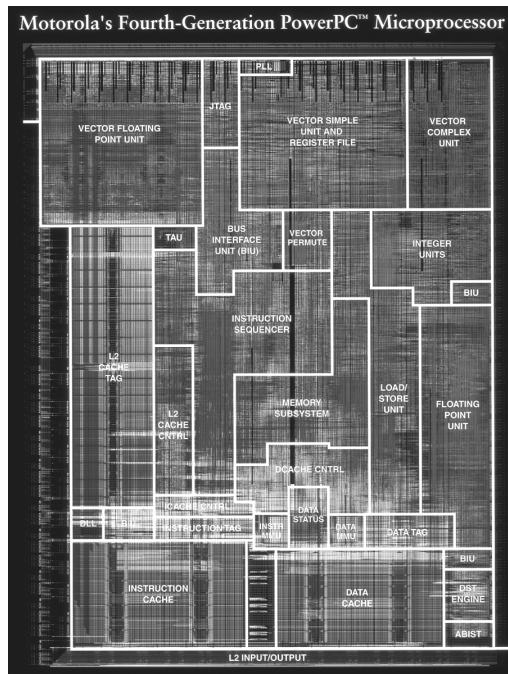 Motorola's Fourth-Generation PowerPC™ Microprocessor
PLL
JTAG
VECTOR FLOATING
POINT UNIT
VECTOR SIMPLE
UNIT AND
REGISTER FILE
VECTOR
COMPLEX
UNIT
TAU
BUS
INTERFACE
UNIT (BIU)
VECTOR
PERMUTE
INTEGER
UNITS
BIU
INSTRUCTION
SEQUENCER
L2
CACHE
TAG
L2
CACHE
CNTRL
MEMORY
SUBSYSTEM
LOAD/
STORE
UNIT
FLOATING
POINT
UNIT
DCACHE CNTRL
ICACHE CNTRL
DLL
BIU
INSTRUCTION TAG
INSTR
MMU
DATA
STATUS
DATA
MMU
DATA TAG
BIU
INSTRUCTION
CACHE
DATA
CACHE
DST
ENGINE
ABIST
L2 INPUT/OUTPUT